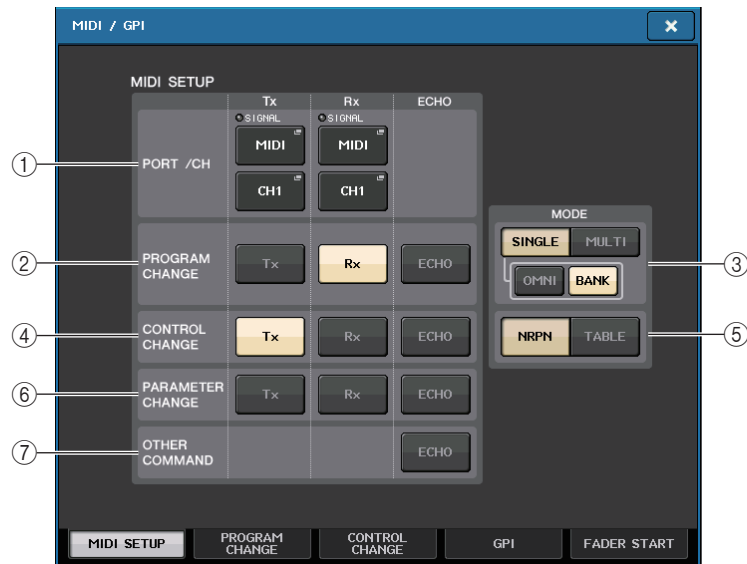 MIDI / GPI
MIDI SETUP
Tx Rx ECHO
SIGNAL SIGNAL
① PORT /CH MIDI MIDI
CH1 CH1
MODE
SINGLE MULTI
② PROGRAM CHANGE Tx Rx ECHO
③
OMNI BANK
④ CONTROL CHANGE Tx Rx ECHO
NRPN TABLE ⑤
⑥ PARAMETER CHANGE Tx Rx ECHO
⑦ OTHER COMMAND ECHO
MIDI SETUP PROGRAM CHANGE CONTROL CHANGE GPI FADER START